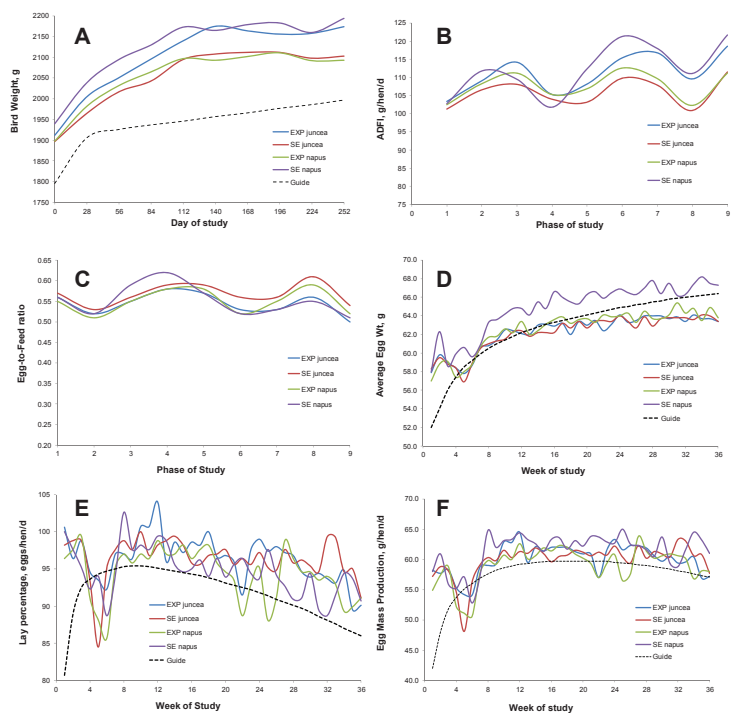 A
Bird Weight, g
2200
2150
2100
2050
2000
1950
1900
1850
1800
1750
0 28 56 84 112 140 168 196 224 252
Day of study
EXP juncea
SE juncea
EXP napus
SE napus
Guide
B
ADFI, g/hen/d
125
120
115
110
105
100
95
90
85
80
75
0 1 2 3 4 5 6 7 8 9
Phase of study
EXP juncea
SE juncea
EXP napus
SE napus
C
Egg-to-Feed ratio
0.65
0.60
0.55
0.50
0.45
0.40
0.35
0.30
0.25
0.20
1 2 3 4 5 6 7 8 9
Phase of Study
EXP juncea
SE juncea
EXP napus
SE napus
D
Average Egg Wt, g
70.0
68.0
66.0
64.0
62.0
60.0
58.0
56.0
54.0
52.0
50.0
0 4 8 12 16 20 24 28 32 36
Week of study
EXP juncea
SE juncea
EXP napus
SE napus
Guide
E
Lay percentage, eggs/hen/d
105
100
95
90
85
80
0 4 8 12 16 20 24 28 32 36
Week of Study
EXP juncea
SE juncea
EXP napus
SE napus
Guide
F
Egg Mass Production, g/hen/d
70.0
65.0
60.0
55.0
50.0
45.0
40.0
0 4 8 12 16 20 24 28 32 36
Week of study
EXP juncea
SE juncea
EXP napus
SE napus
Guide